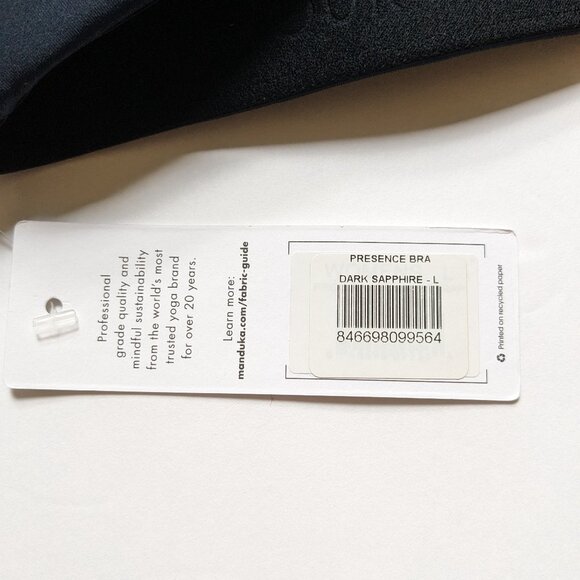 Professional
grade quality and
mindful sustainability
from the world's most
trusted yoga brand
for over 20 years.
Learn more:
manduka.com/fabric-guide
PRESENCE BRA
DARK SAPPHIRE - L
846698099564
Printed on recycled paper